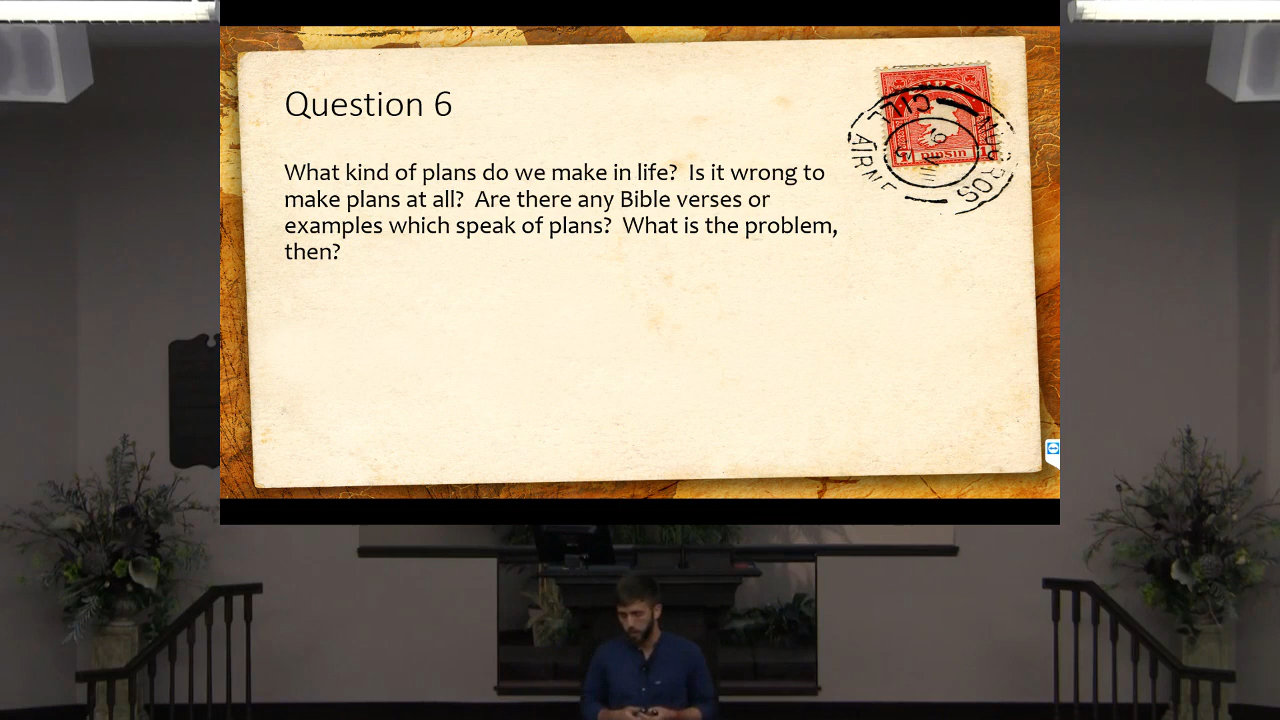 Question 6
What kind of plans do we make in life?  Is it wrong to
make plans at all?  Are there any Bible verses or
examples which speak of plans?  What is the problem,
then?